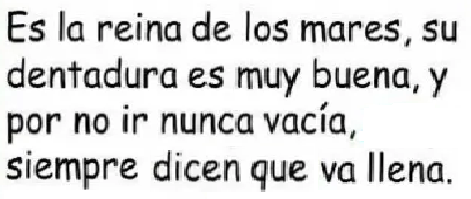 Es la reina de los mares, su
dentadura es muy buena, y
por no ir nunca vacía,
siempre dicen que va llena.